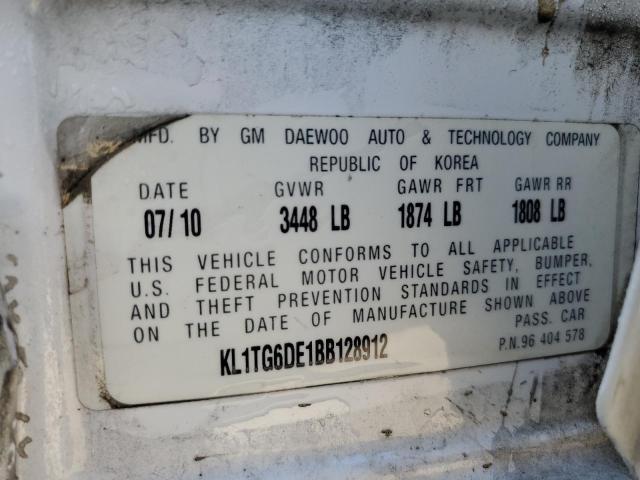 MFD. BY GM DAEWOO AUTO & TECHNOLOGY COMPANY
REPUBLIC OF KOREA
DATE GVWR GAWR FRT GAWR RR
07/10 3448 LB 1874 LB 1808 LB
THIS VEHICLE CONFORMS TO ALL APPLICABLE
U.S. FEDERAL MOTOR VEHICLE SAFETY, BUMPER,
AND THEFT PREVENTION STANDARDS IN EFFECT
ON THE DATE OF MANUFACTURE SHOWN ABOVE
PASS. CAR
KL1TG6DE1BB128912
P.N.96 404 578